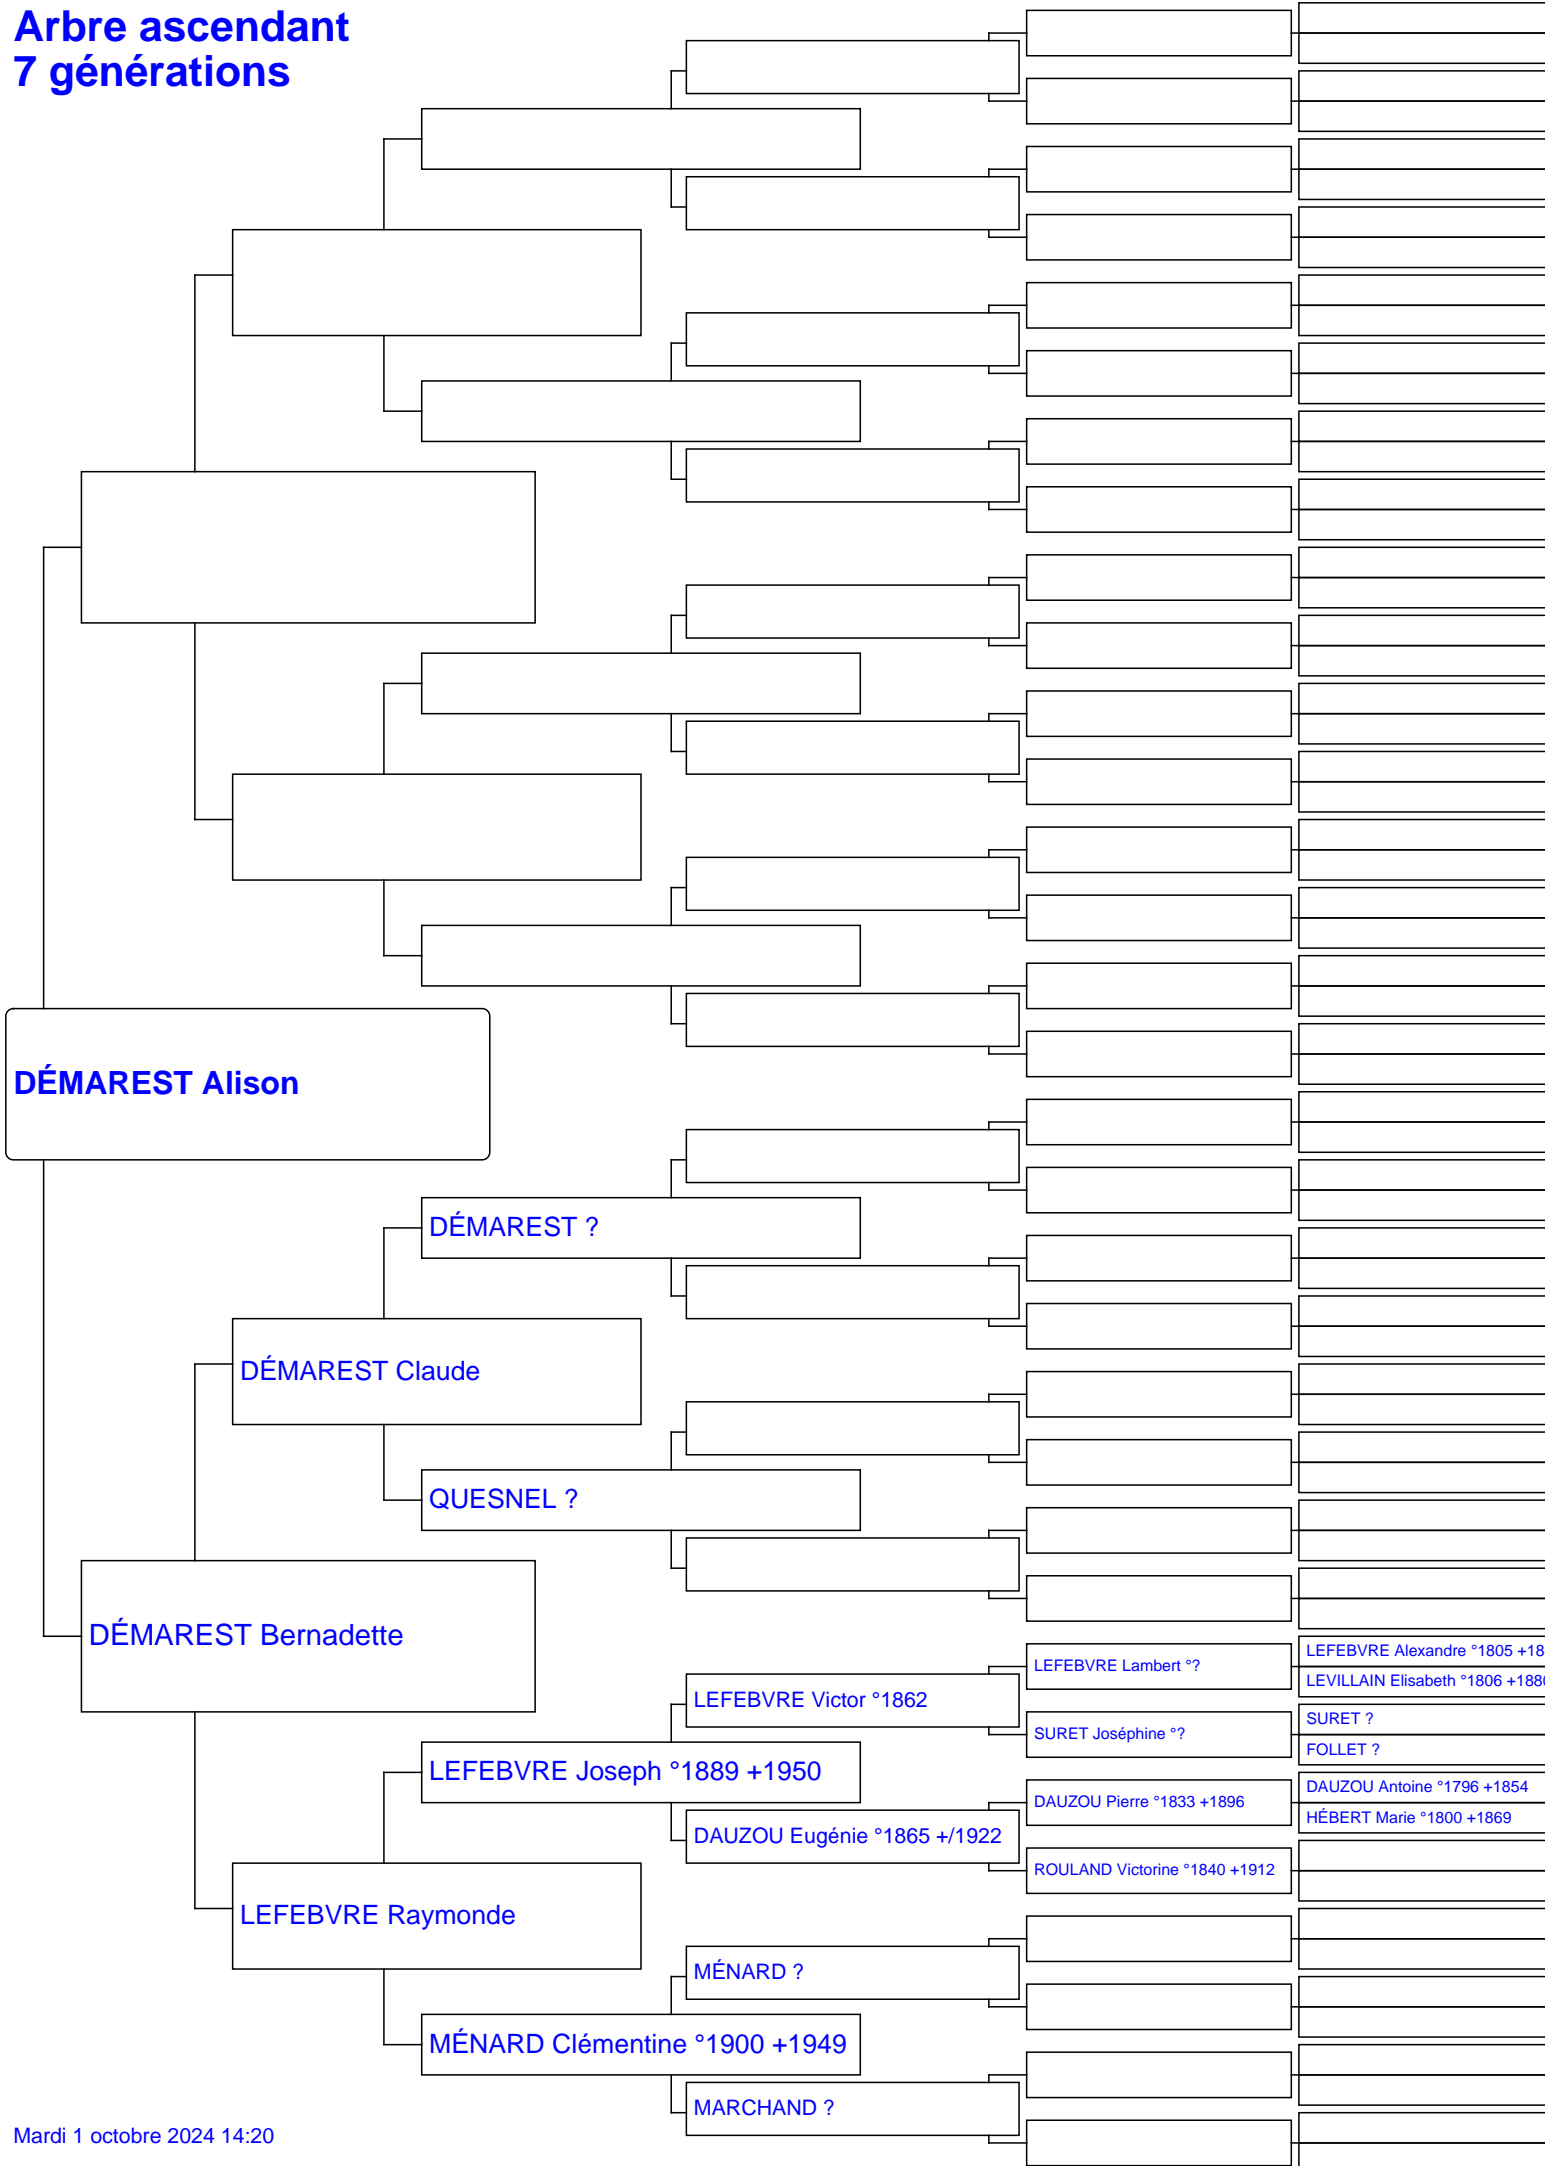 Arbre ascendant
7 générations
DÉMAREST Alison
DÉMAREST ?
DÉMAREST Claude
QUESNEL ?
DÉMAREST Bernadette
LEFEBVRE Alexandre °1805 +18
LEFEBVRE Lambert °?
LEVILLAIN Elisabeth °1806 +1880
LEFEBVRE Victor °1862
SURET ?
SURET Joséphine °?
FOLLET ?
LEFEBVRE Joseph °1889 +1950
DAUZOU Antoine °1796 +1854
DAUZOU Pierre °1833 +1896
HÉBERT Marie °1800 +1869
DAUZOU Eugénie °1865 +/1922
ROULAND Victorine °1840 +1912
LEFEBVRE Raymonde
MÉNARD ?
MÉNARD Clémentine °1900 +1949
MARCHAND ?
Mardi 1 octobre 2024 14:20